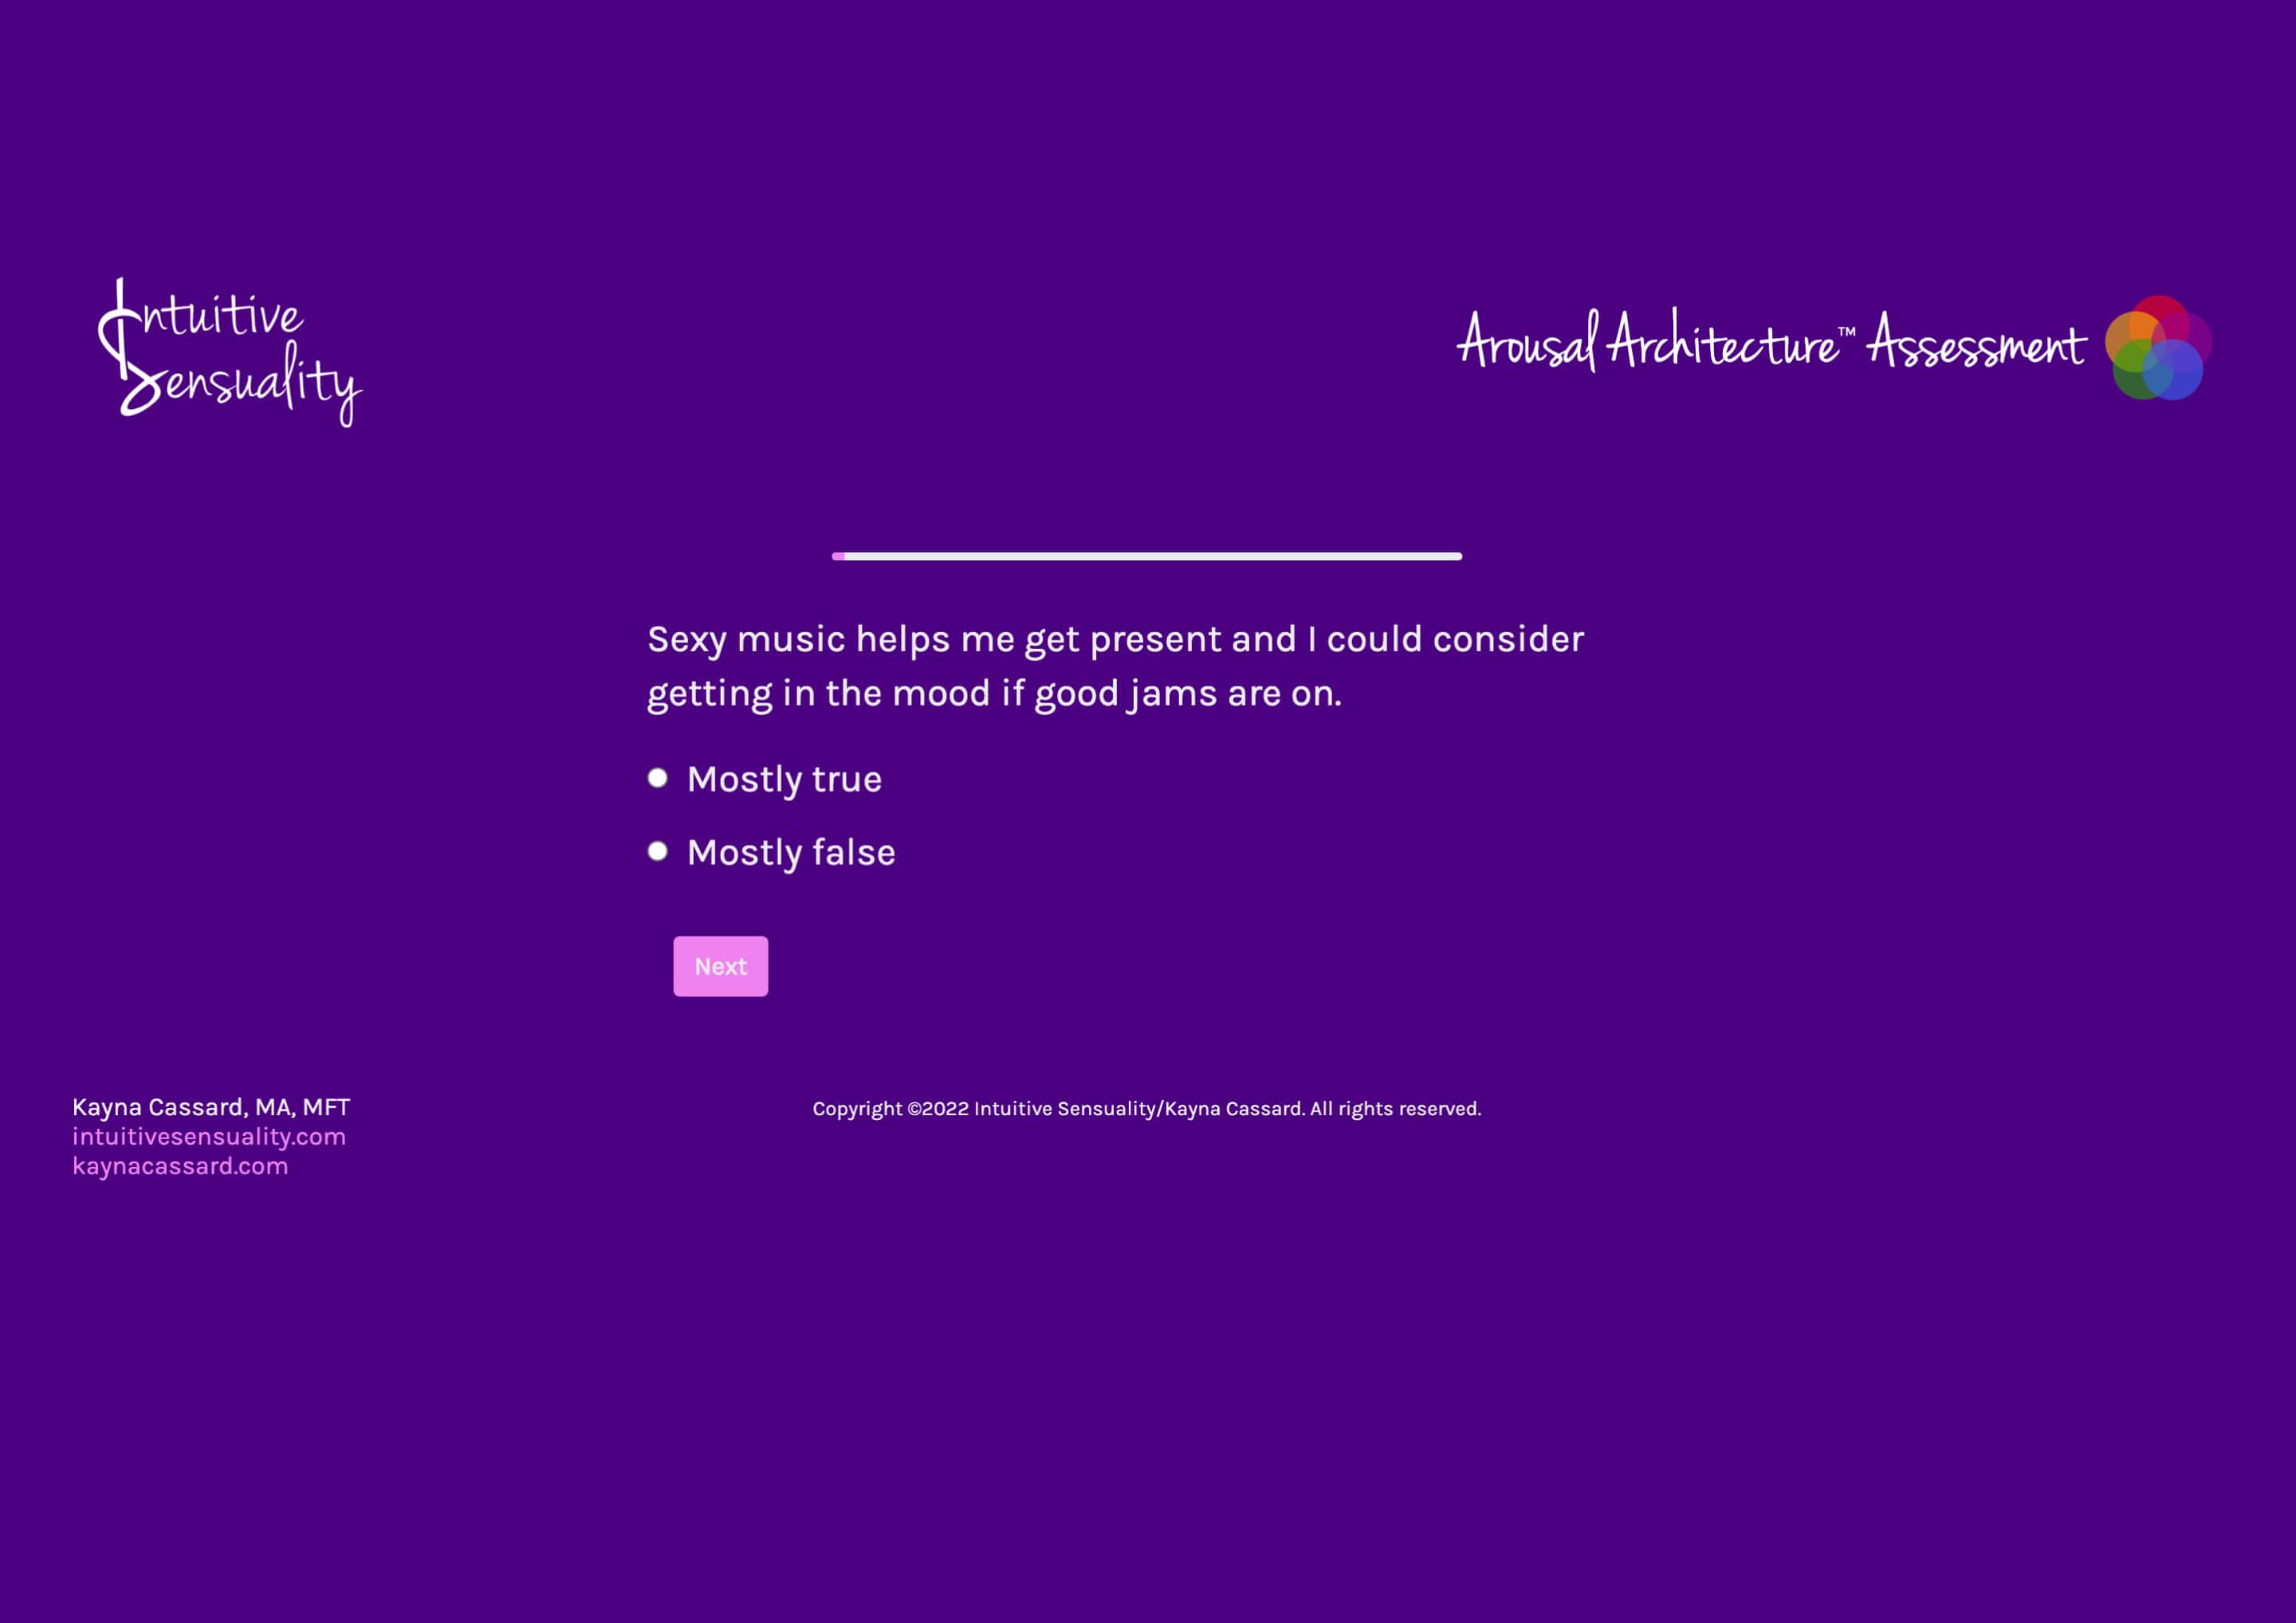 Intuitive
Sensuality
Arousal Architecture™ Assessment
Sexy music helps me get present and I could consider
getting in the mood if good jams are on.
Mostly true
Mostly false
Next
Kayna Cassard, MA, MFT
intuitivesensuality.com
kaynacassard.com
Copyright ©2022 Intuitive Sensuality/Kayna Cassard. All rights reserved.